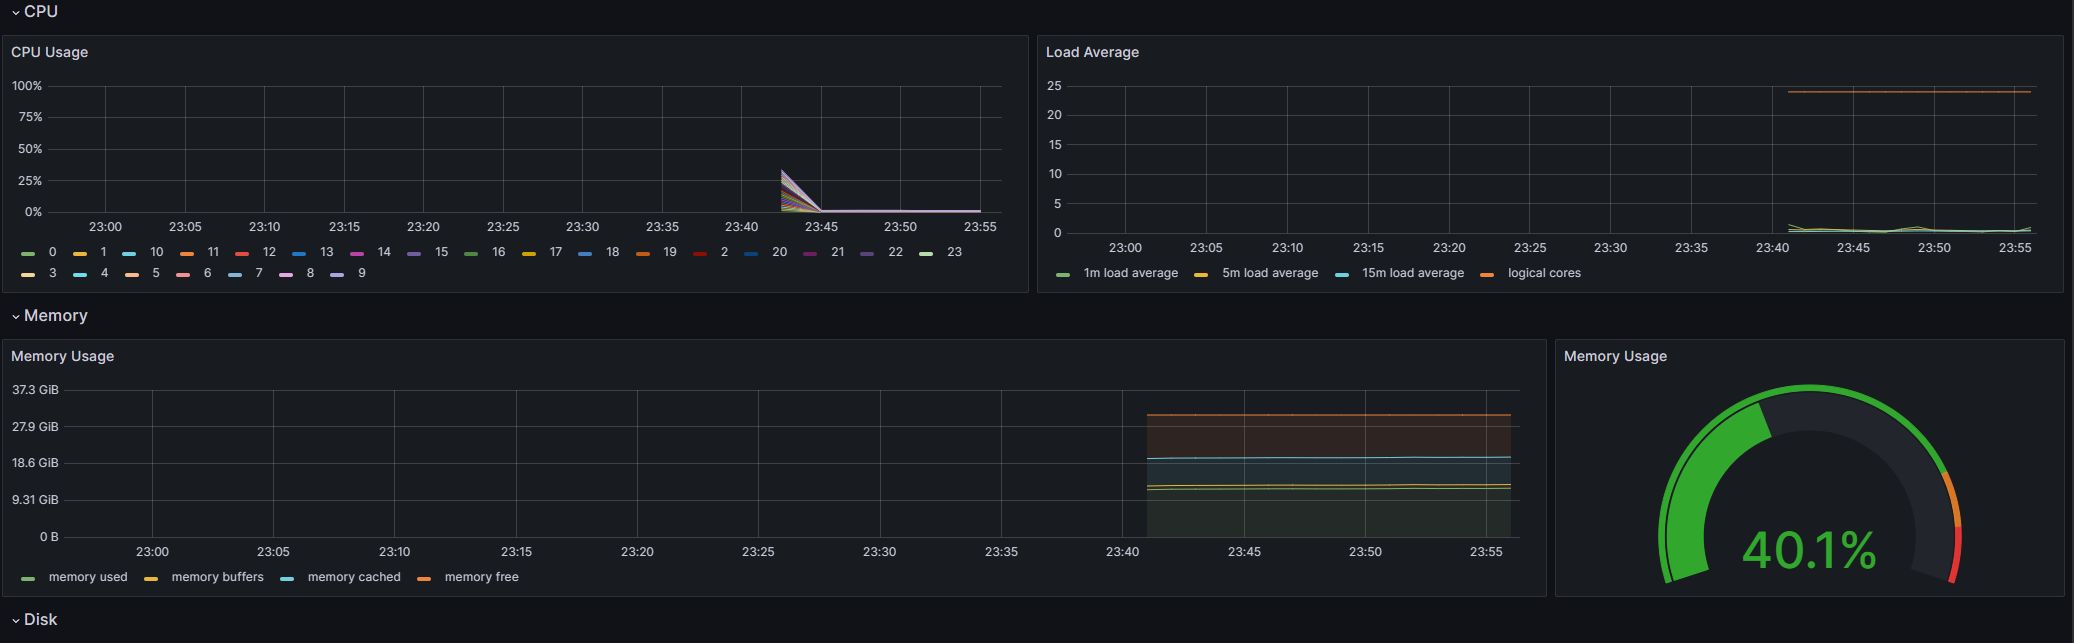 CPU
CPU Usage
100%
75%
50%
25%
0%
23:00 23:05 23:10 23:15 23:20 23:25 23:30 23:35 23:40 23:45 23:50 23:55
0 1 10 11 12 13 14 15 16 17 18 19 2 20 21 22 23
3 4 5 6 7 8 9
Load Average
25
20
15
10
5
0
23:00 23:05 23:10 23:15 23:20 23:25 23:30 23:35 23:40 23:45 23:50 23:55
1m load average 5m load average 15m load average logical cores
Memory
Memory Usage
37.3 GiB
27.9 GiB
18.6 GiB
9.31 GiB
0 B
23:00 23:05 23:10 23:15 23:20 23:25 23:30 23:35 23:40 23:45 23:50 23:55
memory used memory buffers memory cached memory free
Memory Usage
40.1%
Disk